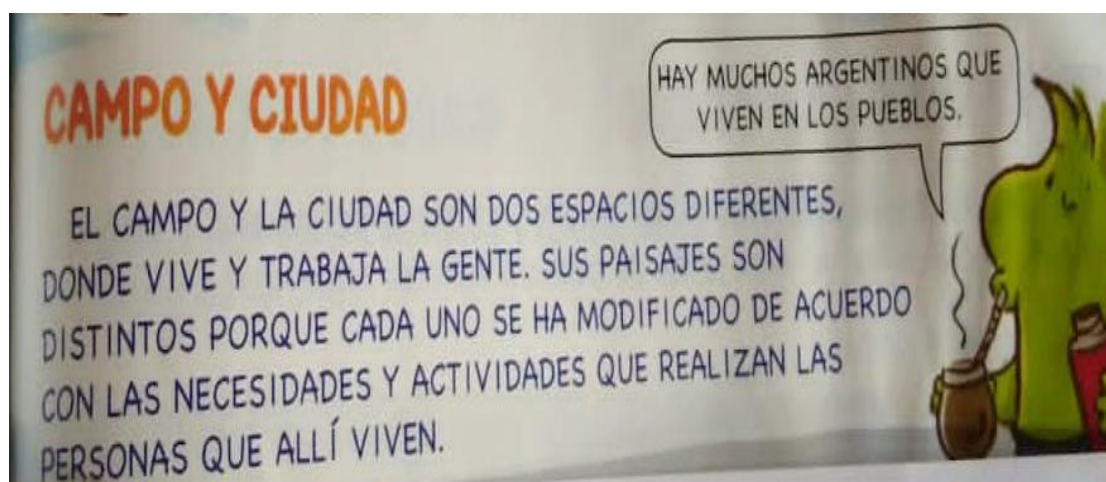 CAMPO Y CIUDAD
HAY MUCHOS ARGENTINOS QUE
VIVEN EN LOS PUEBLOS.
EL CAMPO Y LA CIUDAD SON DOS ESPACIOS DIFERENTES,
DONDE VIVE Y TRABAJA LA GENTE. SUS PAISAJES SON
DISTINTOS PORQUE CADA UNO SE HA MODIFICADO DE ACUERDO
CON LAS NECESIDADES Y ACTIVIDADES QUE REALIZAN LAS
PERSONAS QUE ALLÍ VIVEN.